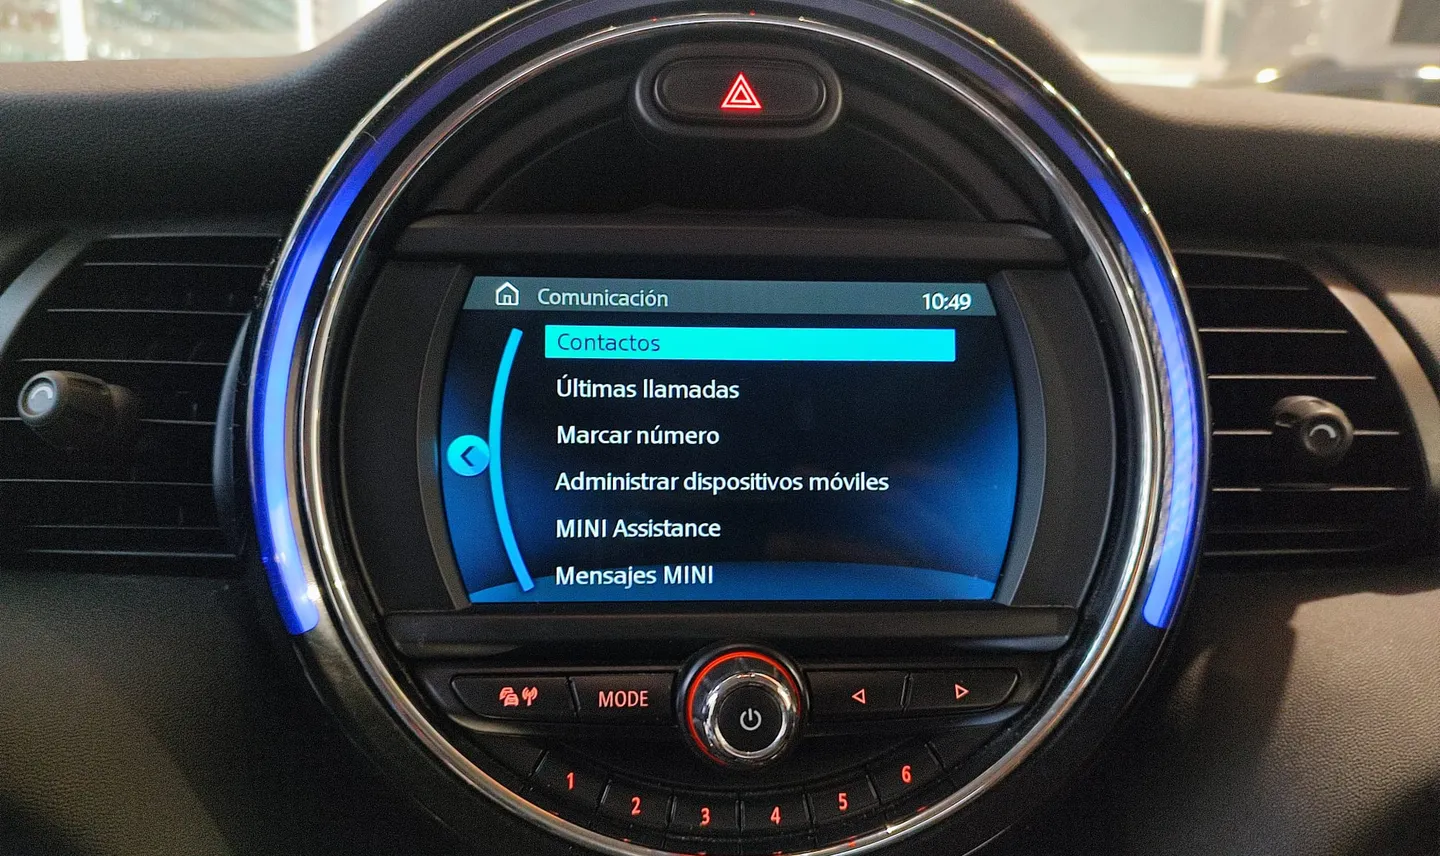 Comunicación 10:49
Contactos
Últimas llamadas
Marcar número
Administrar dispositivos móviles
MINI Assistance
Mensajes MINI
MODE
1 2 3 4 5 6